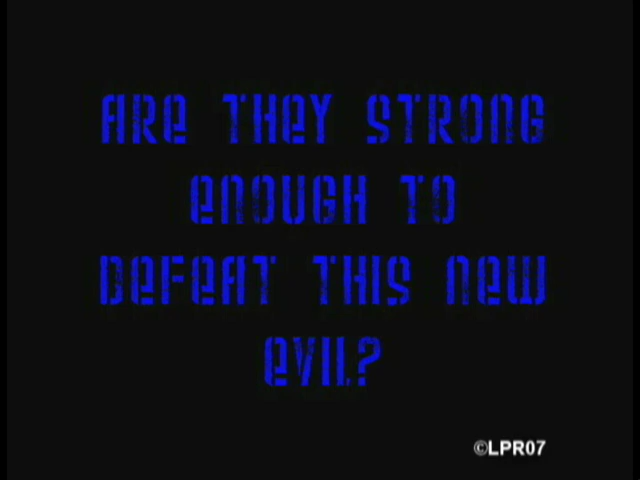 ARE THEY STRONG
ENOUGH TO
DEFEAT THIS NEW
EVIL?
©LPR07